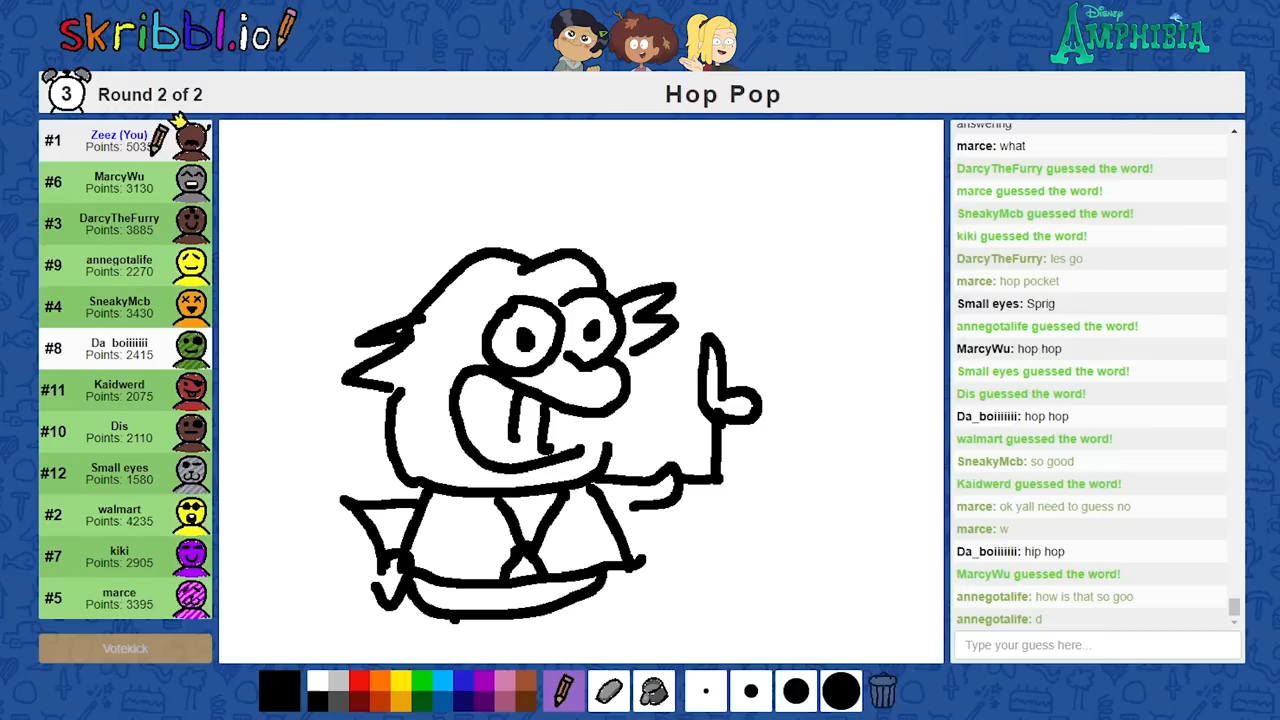 skribbl.io
Disney
AMPHIBIA
3
Round 2 of 2
Hop Pop
#1
Zeez (You)
Points: 5035
#6
MarcyWu
Points: 3130
#3
DarcyTheFurry
Points: 3885
#9
annegotalife
Points: 2270
#4
SneakyMcb
Points: 3430
#8
Da_boiiiiiii
Points: 2415
#11
Kaidwerd
Points: 2075
#10
Dis
Points: 2110
#12
Small eyes
Points: 1580
#2
walmart
Points: 4235
#7
kiki
Points: 2905
#5
marce
Points: 3395
Votekick
answering
marce: what
DarcyTheFurry guessed the word!
marce guessed the word!
SneakyMcb guessed the word!
kiki guessed the word!
DarcyTheFurry: les go
marce: hop pocket
Small eyes: Sprig
annegotalife guessed the word!
MarcyWu: hop hop
Small eyes guessed the word!
Dis guessed the word!
Da_boiiiiiii: hop hop
walmart guessed the word!
SneakyMcb: so good
Kaidwerd guessed the word!
marce: ok yall need to guess no
marce: w
Da_boiiiiiii: hip hop
MarcyWu guessed the word!
annegotalife: how is that so goo
annegotalife: d
Type your guess here...